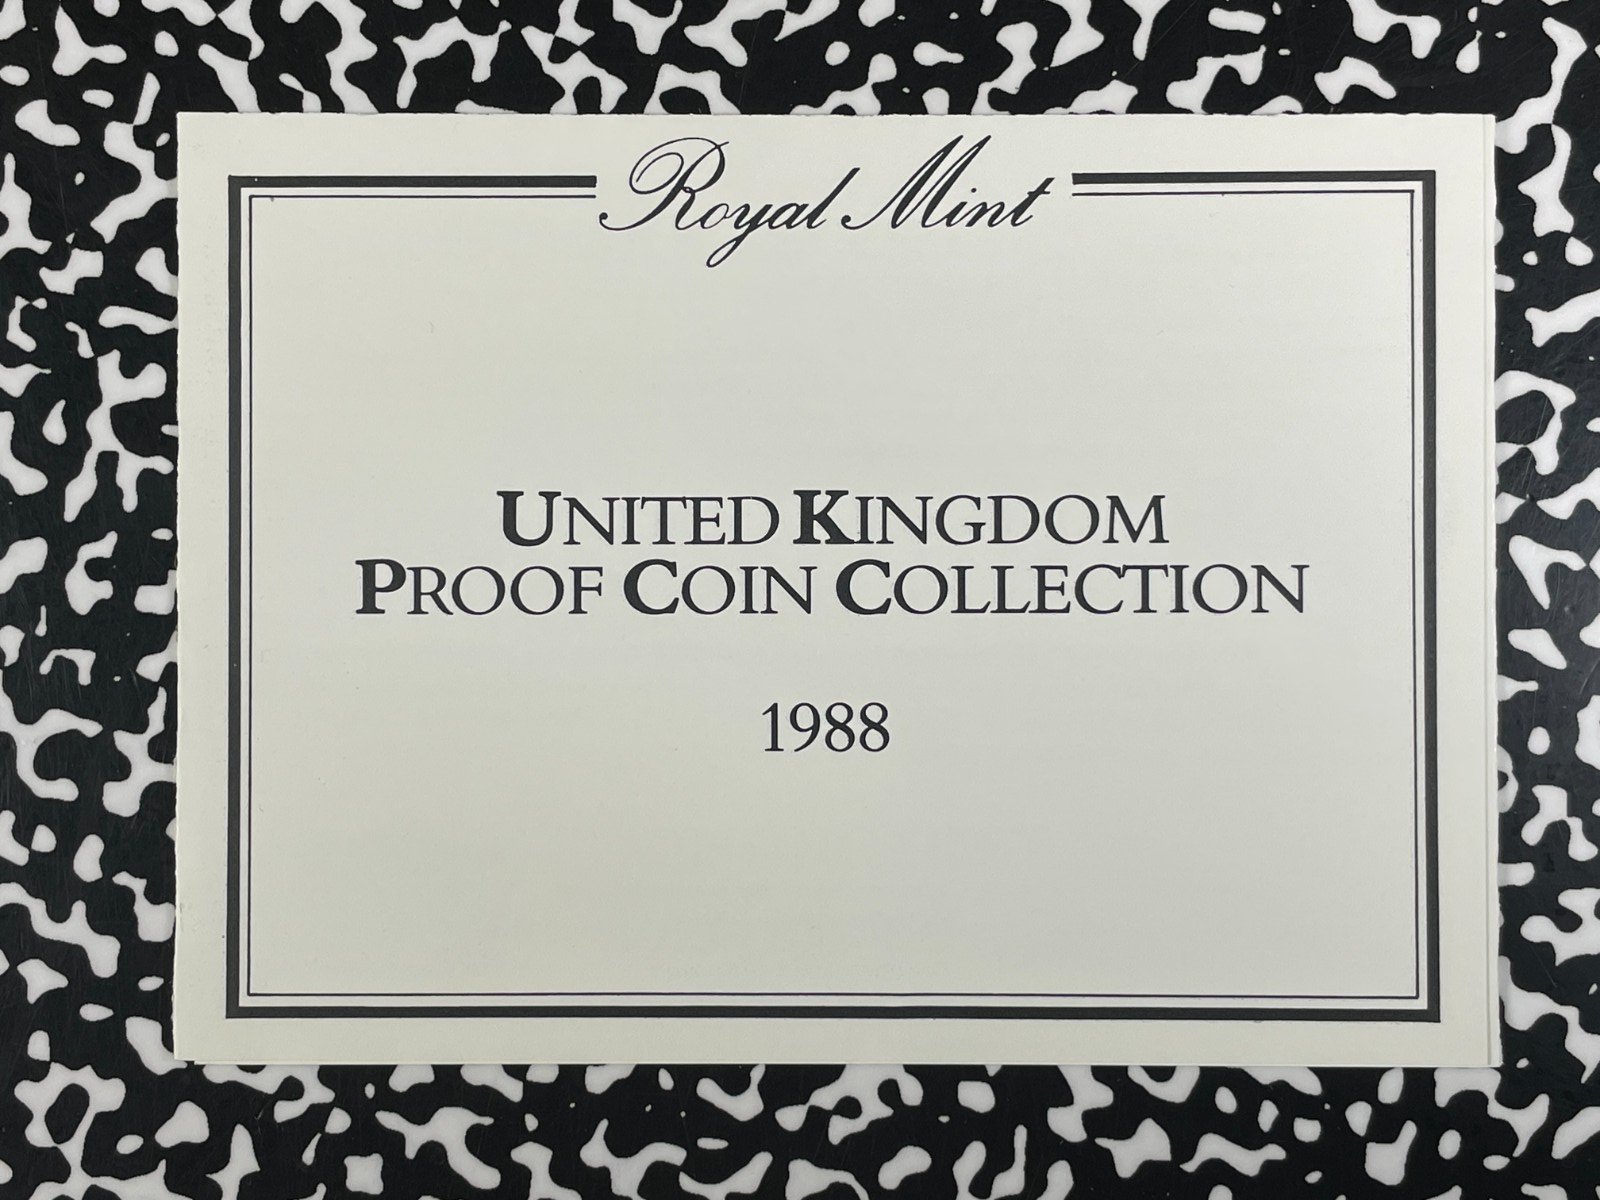 Royal Mint
UNITED KINGDOM
PROOF COIN COLLECTION
1988